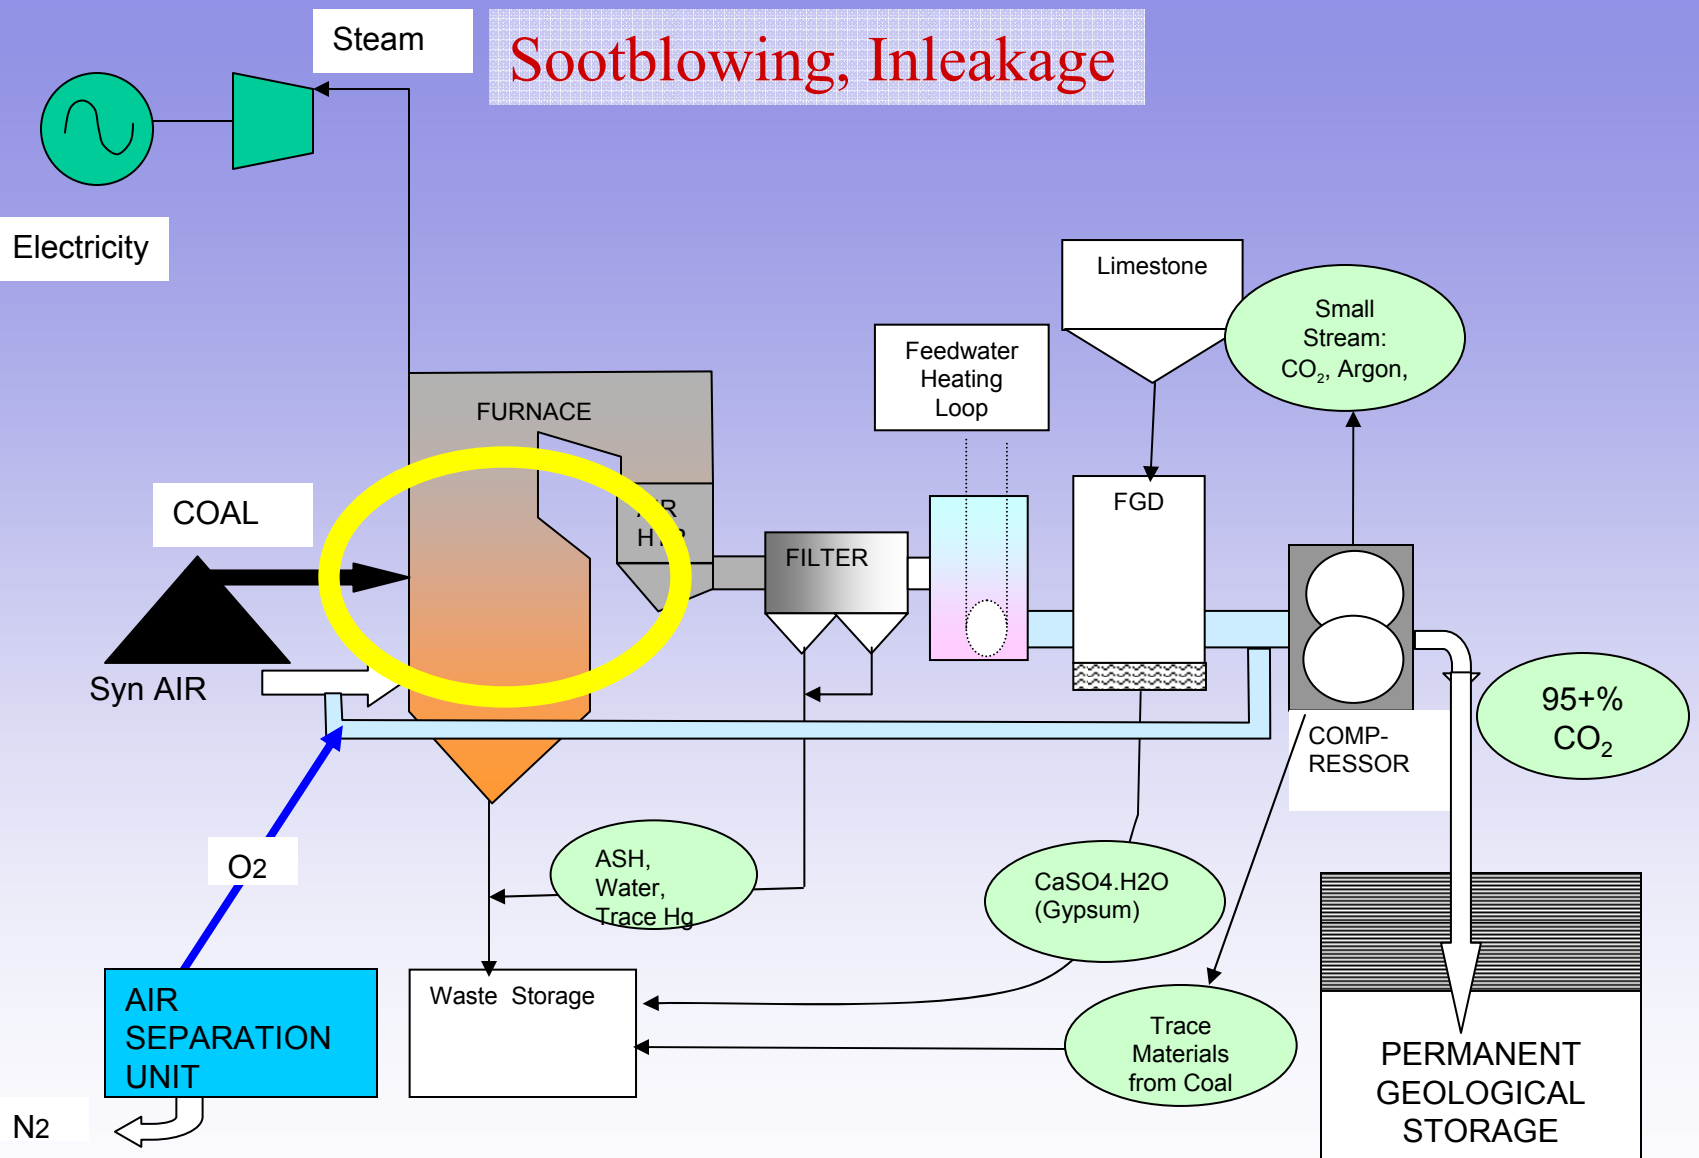 Steam
Sootblowing, Inleakage
Electricity
Limestone
Small
Stream:
CO₂, Argon,
Feedwater
Heating
Loop
FURNACE
COAL
FGD
FILTER
Syn AIR
95+%
CO₂
COMP-
RESSOR
O2
ASH,
Water,
Trace Hg
CaSO4.H2O
(Gypsum)
AIR
SEPARATION
UNIT
Waste Storage
Trace
Materials
from Coal
PERMANENT
GEOLOGICAL
STORAGE
N2